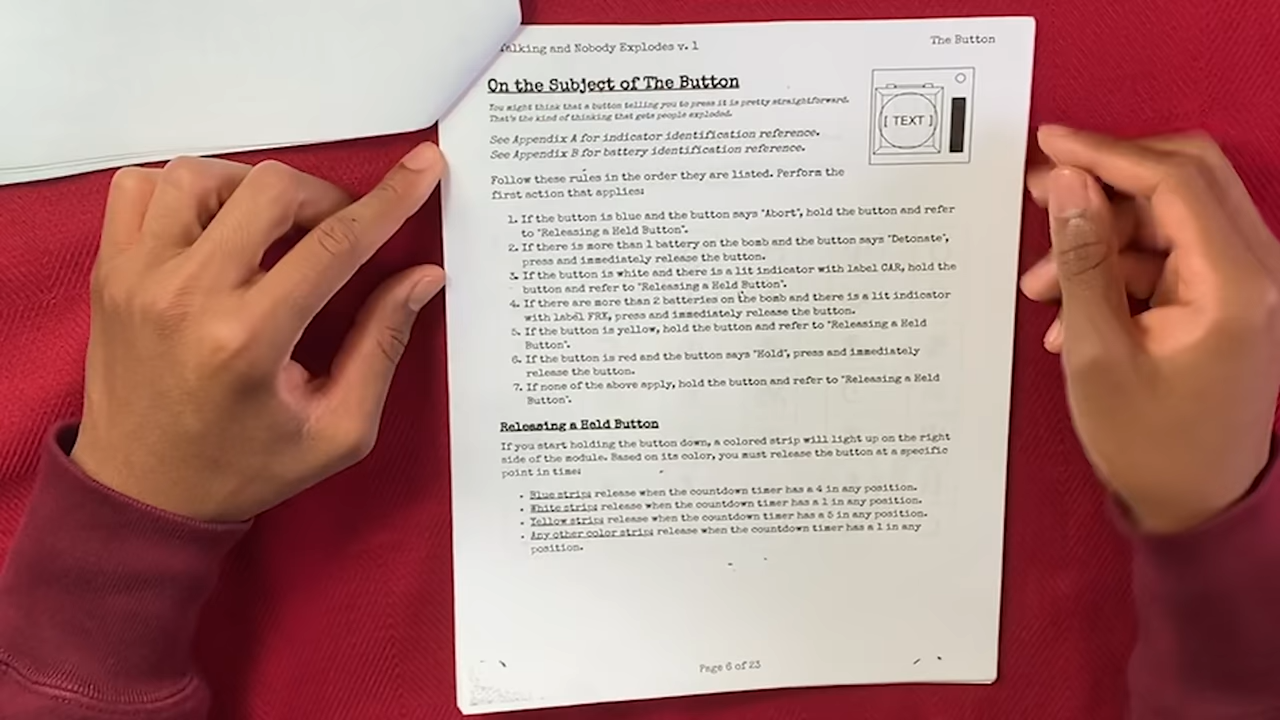 alking and Nobody Explodes v. 1
The Button
On the Subject of The Button
You might think that a button telling you to press it is pretty straightforward.
That's the kind of thinking that gets people exploded.
[ TEXT ]
See Appendix A for indicator identification reference.
See Appendix B for battery identification reference.
Follow these rules in the order they are listed. Perform the
first action that applies:
1. If the button is blue and the button says "Abort", hold the button and refer
to "Releasing a Held Button".
2. If there is more than 1 battery on the bomb and the button says "Detonate",
press and immediately release the button.
3. If the button is white and there is a lit indicator with label CAR, hold the
button and refer to "Releasing a Held Button".
4. If there are more than 2 batteries on the bomb and there is a lit indicator
with label FRK, press and immediately release the button.
5. If the button is yellow, hold the button and refer to "Releasing a Held
Button".
6. If the button is red and the button says "Hold", press and immediately
release the button.
7. If none of the above apply, hold the button and refer to "Releasing a Held
Button".
Releasing a Held Button
If you start holding the button down, a colored strip will light up on the right
side of the module. Based on its color, you must release the button at a specific
point in time:
• Blue strip: release when the countdown timer has a 4 in any position.
• White strip: release when the countdown timer has a 1 in any position.
• Yellow strip: release when the countdown timer has a 5 in any position.
• Any other color strip: release when the countdown timer has a 1 in any
position.
Page 6 of 23